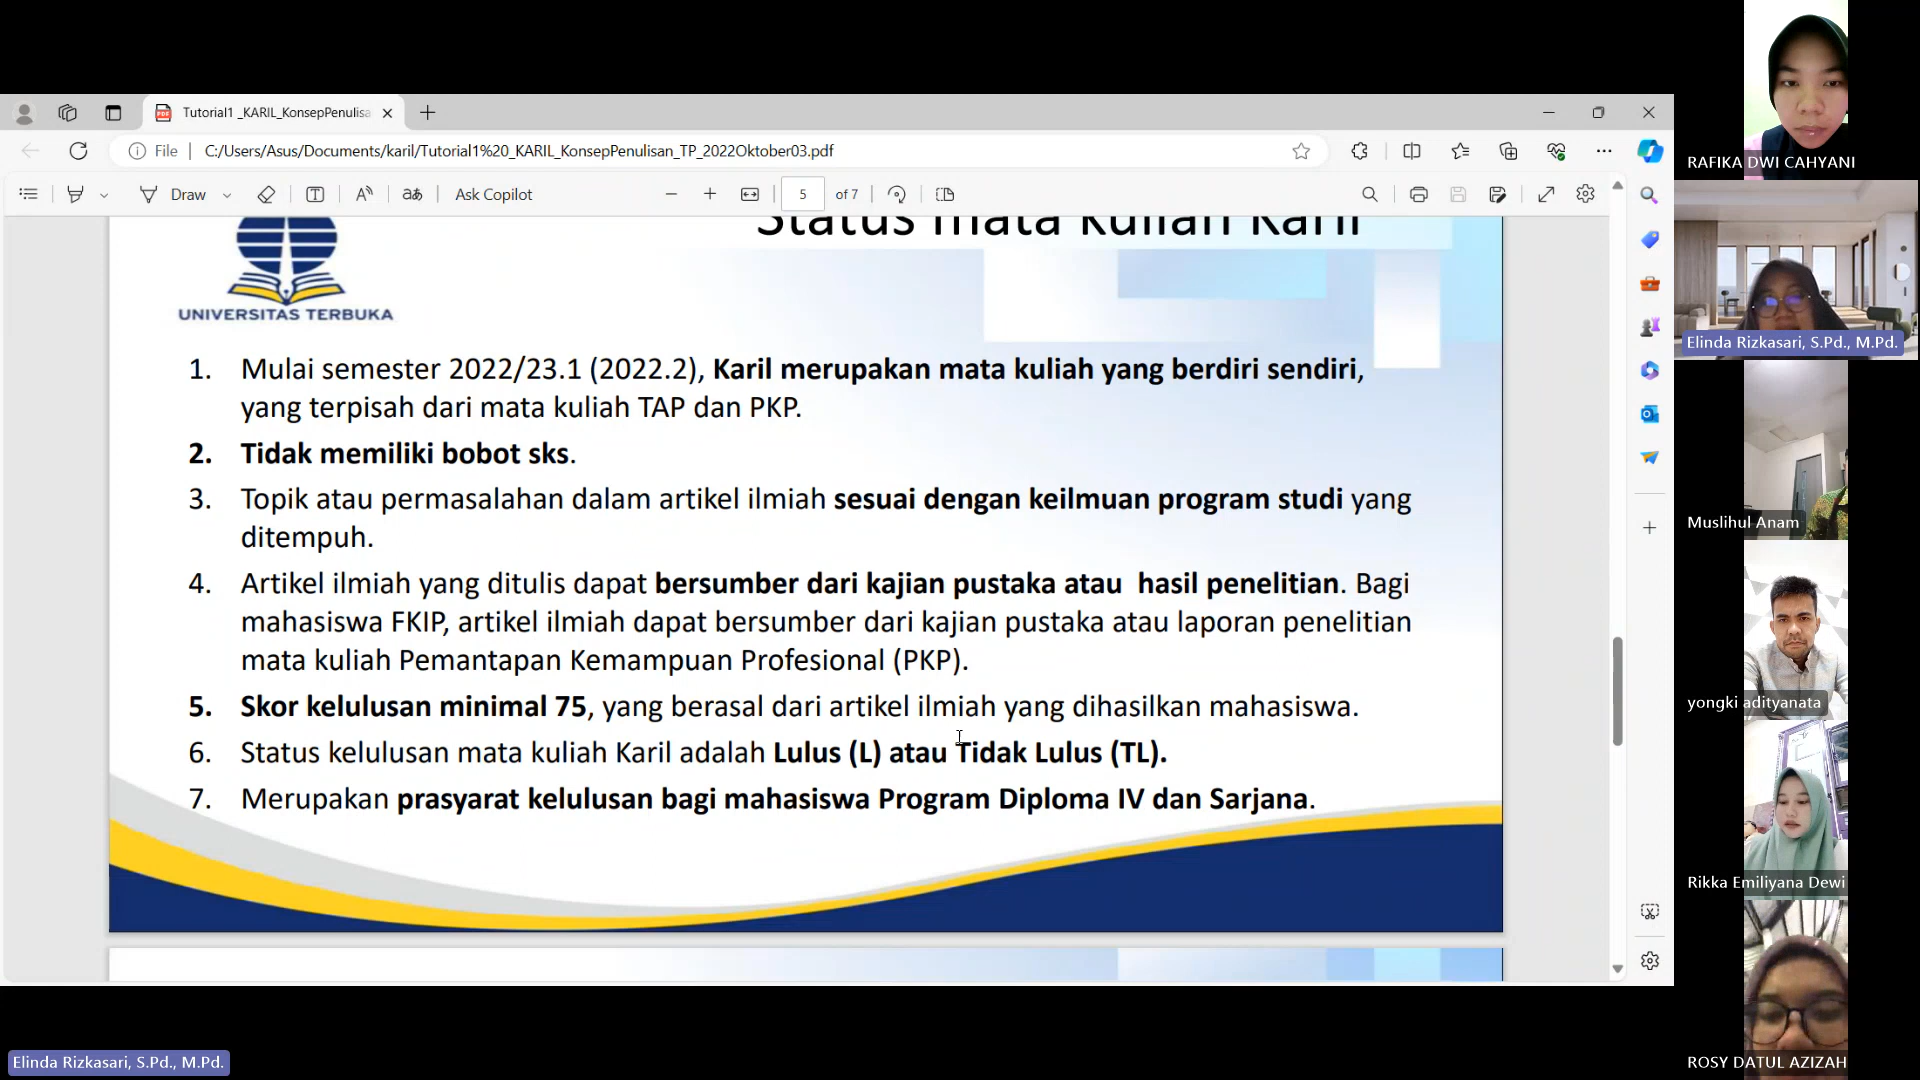 Tutorial1 _KARIL_KonsepPenulisa
File
C:/Users/Asus/Documents/karil/Tutorial1%20_KARIL_KonsepPenulisan_TP_2022Oktober03.pdf
Draw
aあ
Ask Copilot
5
of 7
Status mata kuliah Karil
UNIVERSITAS TERBUKA
1. Mulai semester 2022/23.1 (2022.2), Karil merupakan mata kuliah yang berdiri sendiri,
yang terpisah dari mata kuliah TAP dan PKP.
2. Tidak memiliki bobot sks.
3. Topik atau permasalahan dalam artikel ilmiah sesuai dengan keilmuan program studi yang
ditempuh.
4. Artikel ilmiah yang ditulis dapat bersumber dari kajian pustaka atau hasil penelitian. Bagi
mahasiswa FKIP, artikel ilmiah dapat bersumber dari kajian pustaka atau laporan penelitian
mata kuliah Pemantapan Kemampuan Profesional (PKP).
5. Skor kelulusan minimal 75, yang berasal dari artikel ilmiah yang dihasilkan mahasiswa.
6. Status kelulusan mata kuliah Karil adalah Lulus (L) atau Tidak Lulus (TL).
7. Merupakan prasyarat kelulusan bagi mahasiswa Program Diploma IV dan Sarjana.
RAFIKA DWI CAHYANI
Elinda Rizkasari, S.Pd., M.Pd.
Muslihul Anam
yongki adityanata
Rikka Emiliyana Dewi
ROSY DATUL AZIZAH
Elinda Rizkasari, S.Pd., M.Pd.